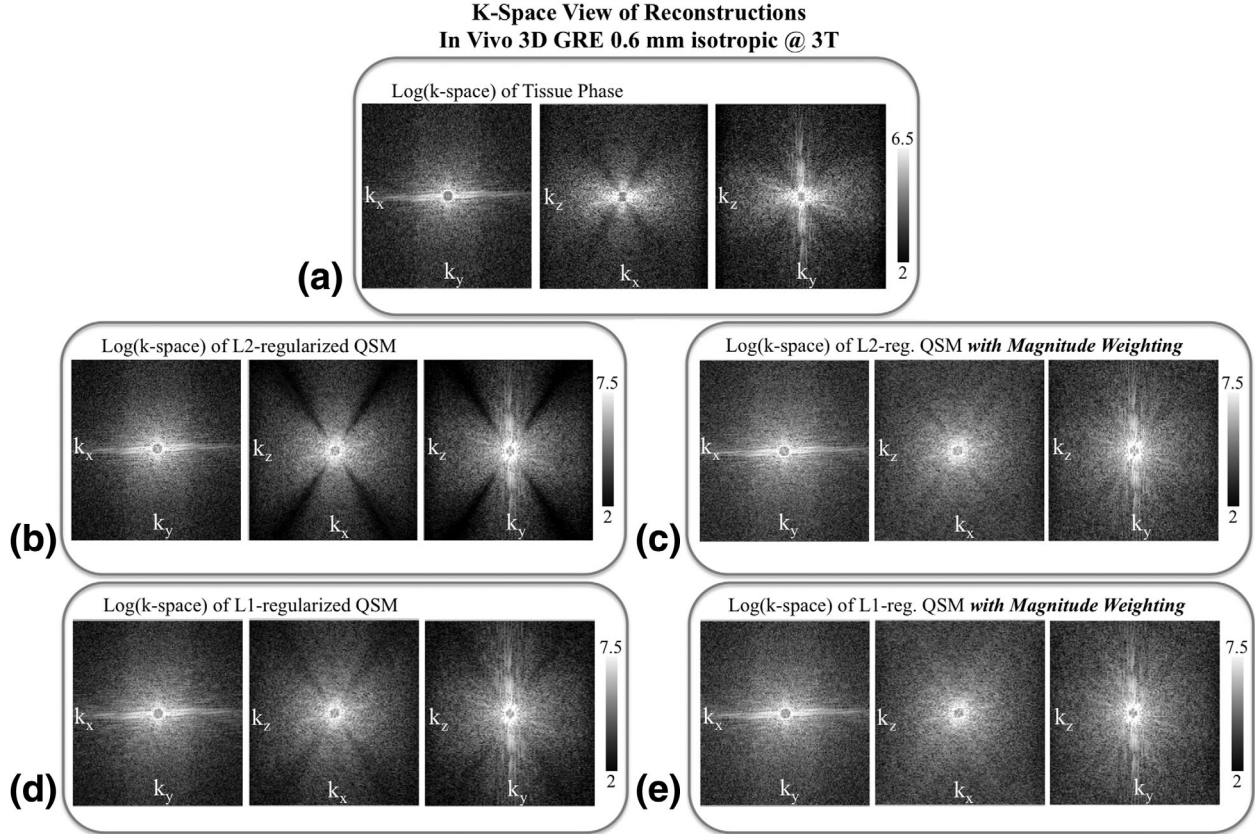 K-Space View of Reconstructions
In Vivo 3D GRE 0.6 mm isotropic @ 3T
(a)
Log(k-space) of Tissue Phase
kx
ky
kz
kx
kz
ky
6.5
2
(b)
Log(k-space) of L2-regularized QSM
kx
ky
kz
kx
kz
ky
7.5
2
(c)
Log(k-space) of L2-reg. QSM with Magnitude Weighting
kx
ky
kz
kx
kz
ky
7.5
2
(d)
Log(k-space) of L1-regularized QSM
kx
ky
kz
kx
kz
ky
7.5
2
(e)
Log(k-space) of L1-reg. QSM with Magnitude Weighting
kx
ky
kz
kx
kz
ky
7.5
2